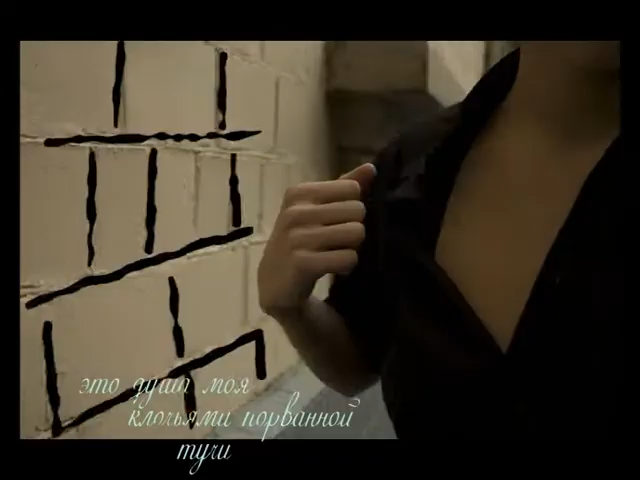 это душа моя
клочьями порванной
тучи